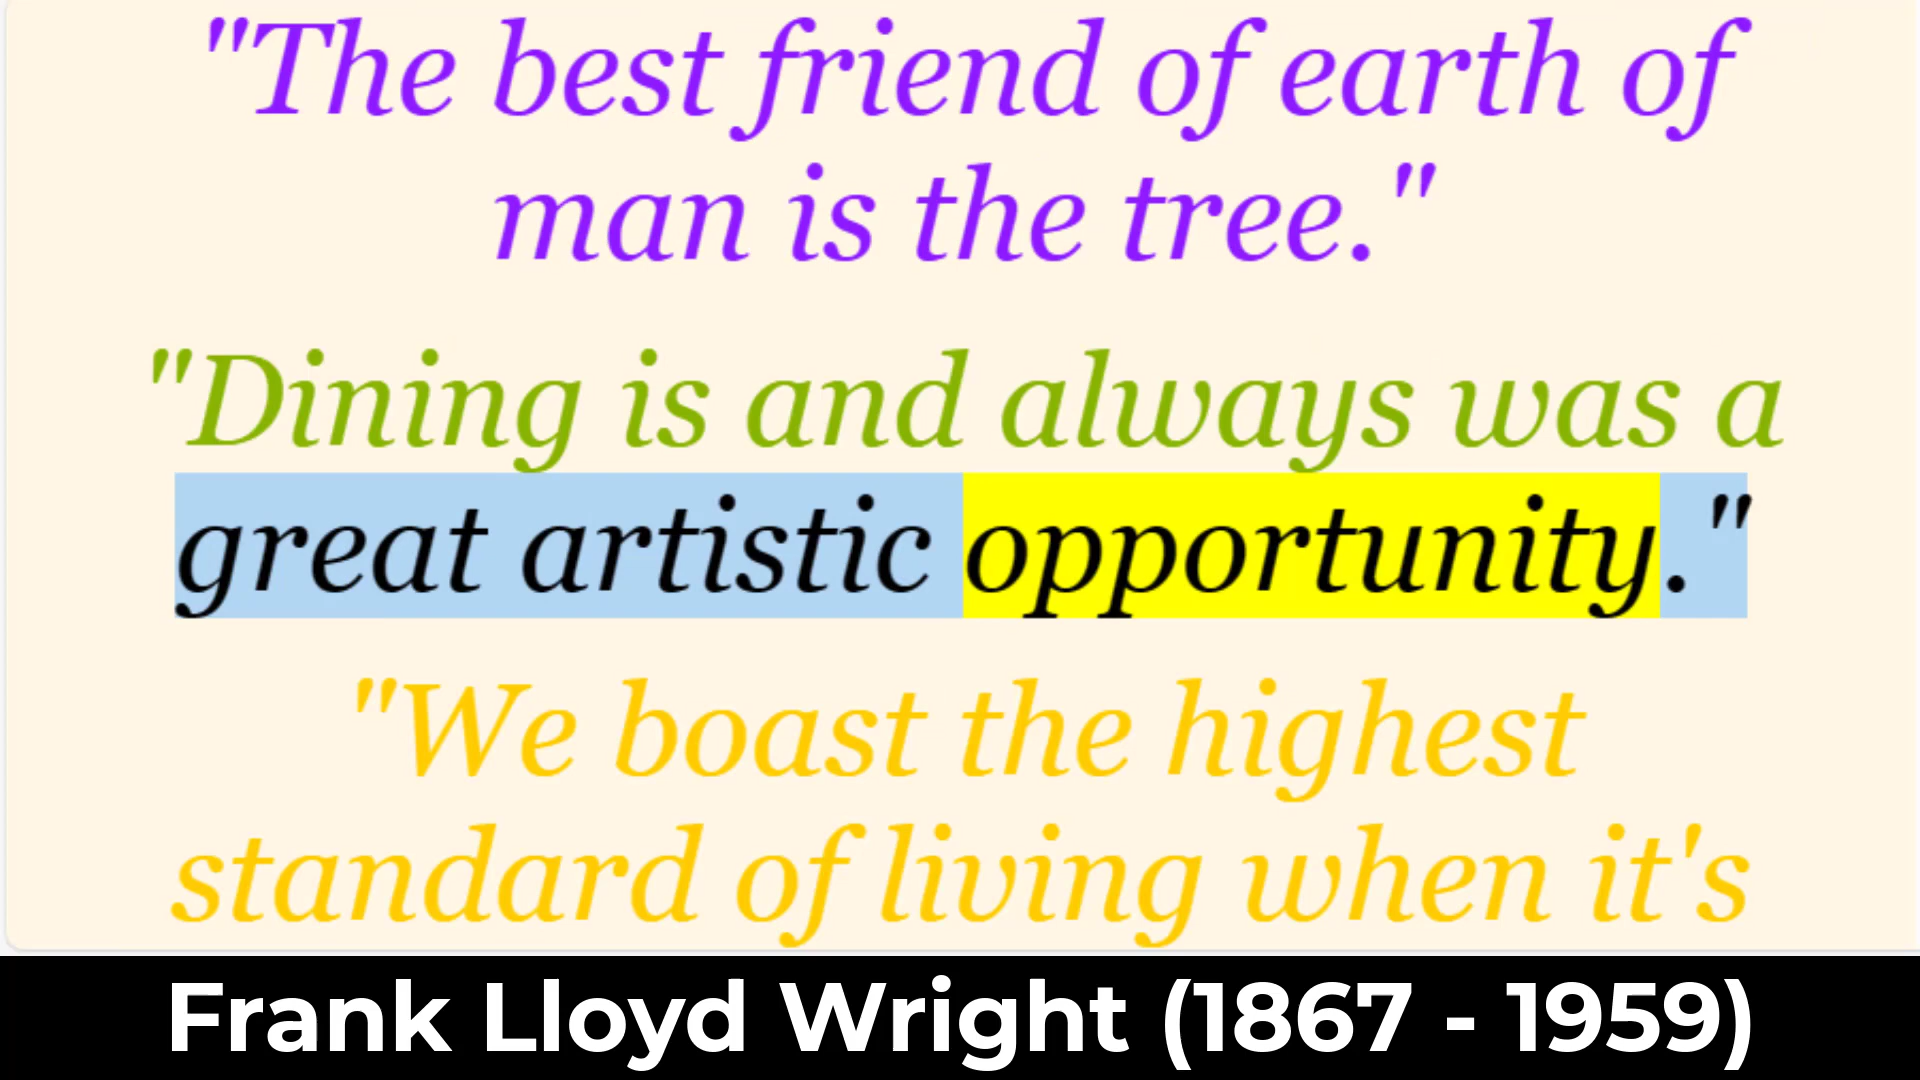 "The best friend of earth of
man is the tree."
"Dining is and always was a
great artistic opportunity."
"We boast the highest
standard of living when it's
Frank Lloyd Wright (1867 - 1959)